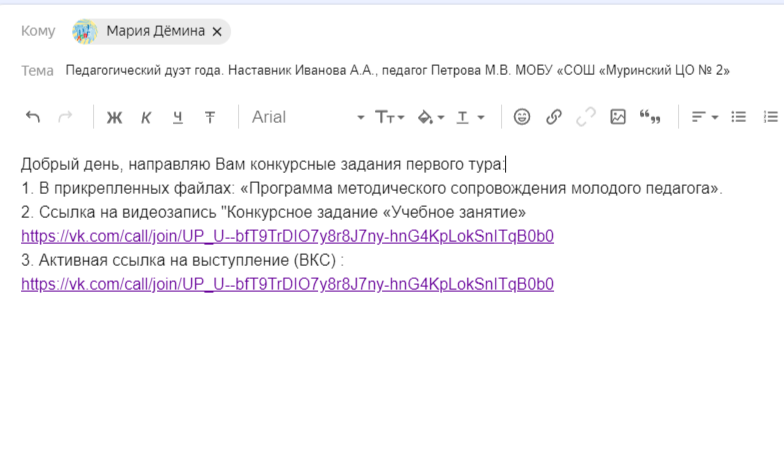 Кому Мария Дёмина
Тема Педагогический дуэт года. Наставник Иванова А.А., педагог Петрова М.В. МОБУ «СОШ «Муринский ЦО № 2»
Ж К Ч Т Arial Тт Т
Добрый день, направляю Вам конкурсные задания первого тура:
1. В прикрепленных файлах: «Программа методического сопровождения молодого педагога».
2. Ссылка на видеозапись "Конкурсное задание «Учебное занятие»
https://vk.com/call/join/UP_U--bfT9TrDIO7y8r8J7ny-hnG4KpLokSnITqB0b0
3. Активная ссылка на выступление (ВКС) :
https://vk.com/call/join/UP_U--bfT9TrDIO7y8r8J7ny-hnG4KpLokSnITqB0b0